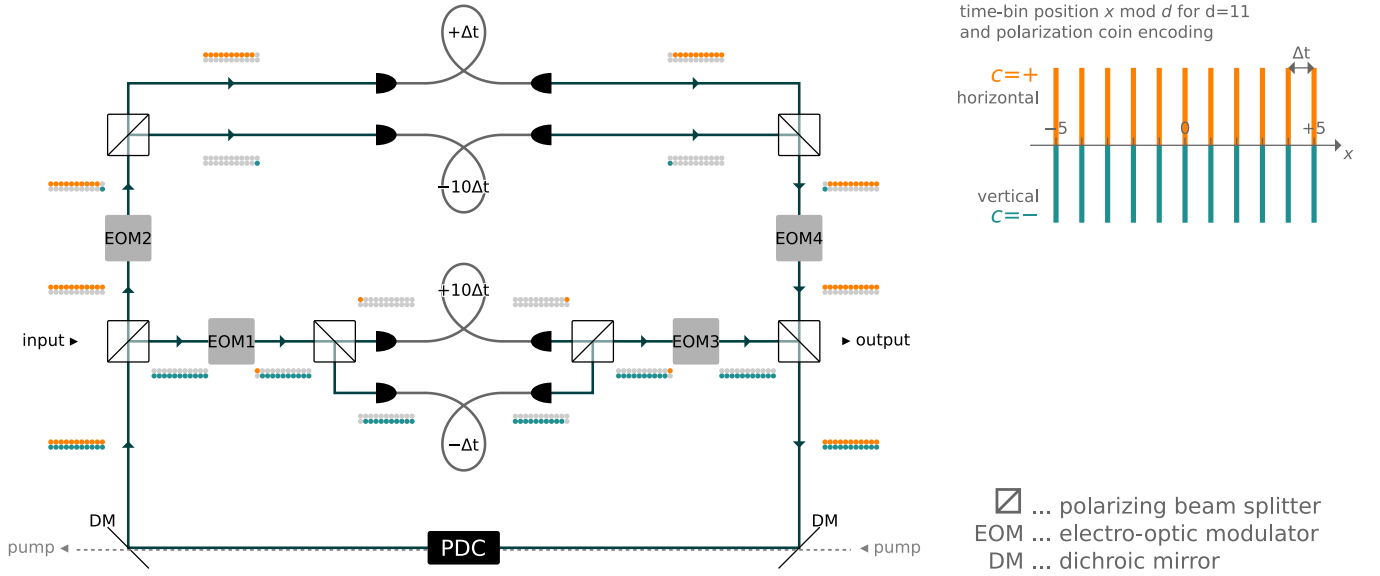 +Δt
−10Δt
EOM2
EOM4
+10Δt
input ▸
EOM1
EOM3
▸ output
−Δt
DM
DM
pump
PDC
pump
time-bin position x mod d for d=11
and polarization coin encoding
Δt
c=+
horizontal
−5
0
+5
x
vertical
c=−
... polarizing beam splitter
EOM ... electro-optic modulator
DM ... dichroic mirror